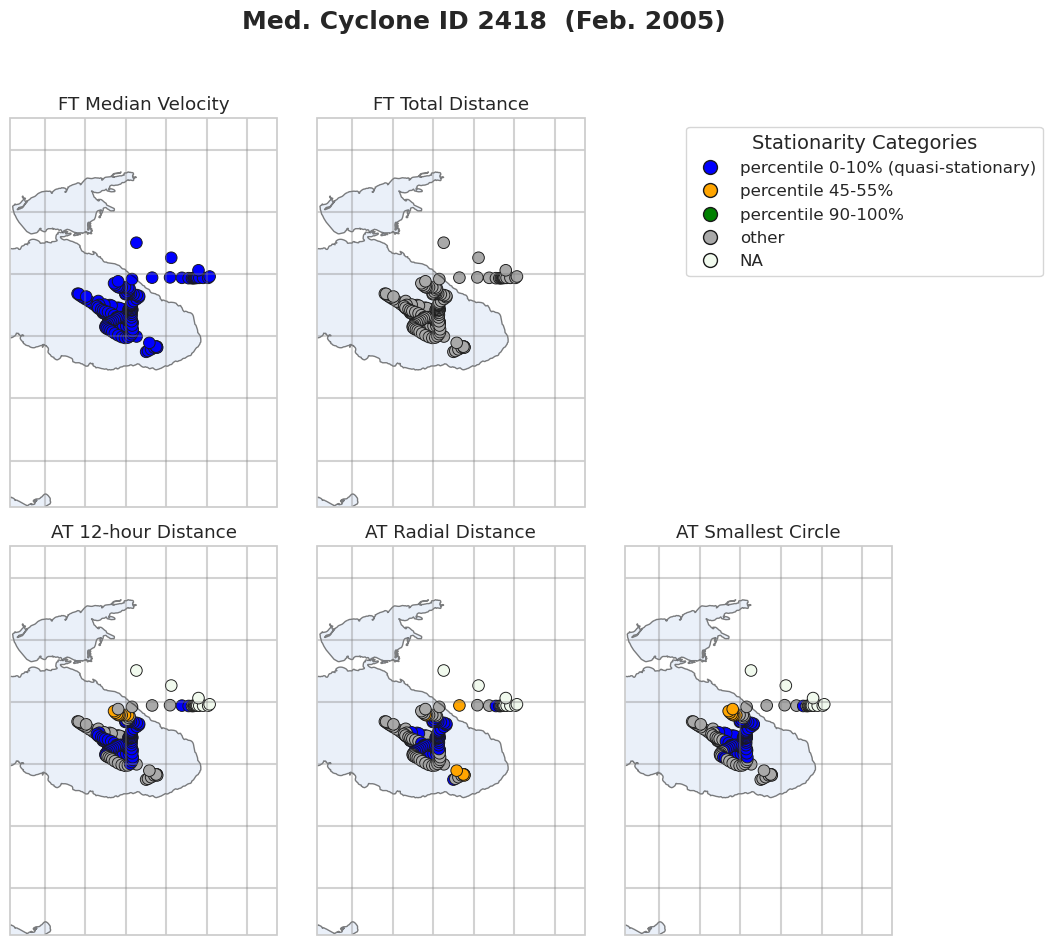 Med. Cyclone ID 2418 (Feb. 2005)
FT Median Velocity
FT Total Distance
Stationarity Categories
percentile 0-10% (quasi-stationary)
percentile 45-55%
percentile 90-100%
other
NA
AT 12-hour Distance
AT Radial Distance
AT Smallest Circle